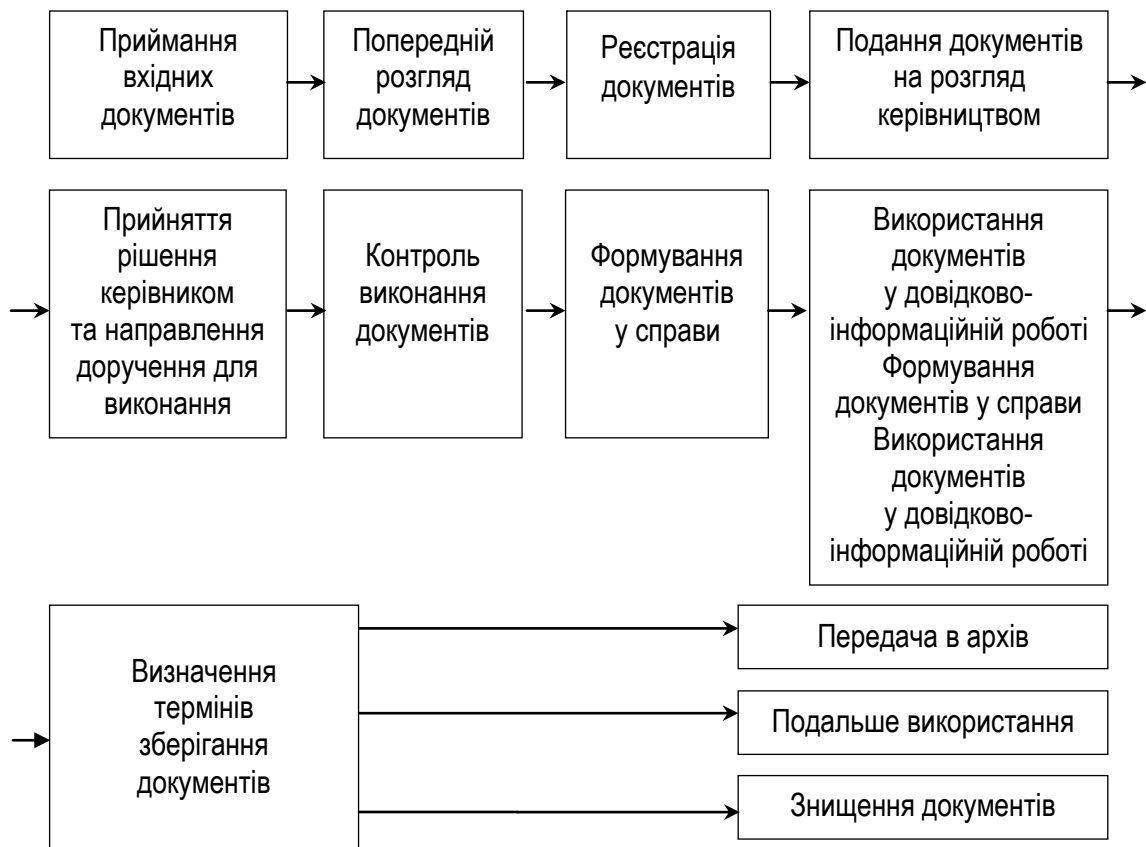 Приймання
вхідних
документів
Попередній
розгляд
документів
Реєстрація
документів
Подання документів
на розгляд
керівництвом
Прийняття
рішення
керівником
та направлення
доручення для
виконання
Контроль
виконання
документів
Формування
документів
у справи
Використання
документів
у довідково-
інформаційній роботі
Формування
документів у справи
Використання
документів
у довідково-
інформаційній роботі
Визначення
термінів
зберігання
документів
Передача в архів
Подальше використання
Знищення документів